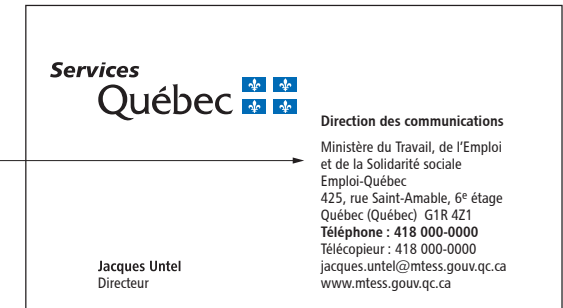 Services
Québec
Direction des communications
Ministère du Travail, de l'Emploi
et de la Solidarité sociale
Emploi-Québec
425, rue Saint-Amable, 6e étage
Québec (Québec)  G1R 4Z1
Téléphone : 418 000-0000
Télécopieur : 418 000-0000
jacques.untel@mtess.gouv.qc.ca
www.mtess.gouv.qc.ca
Jacques Untel
Directeur